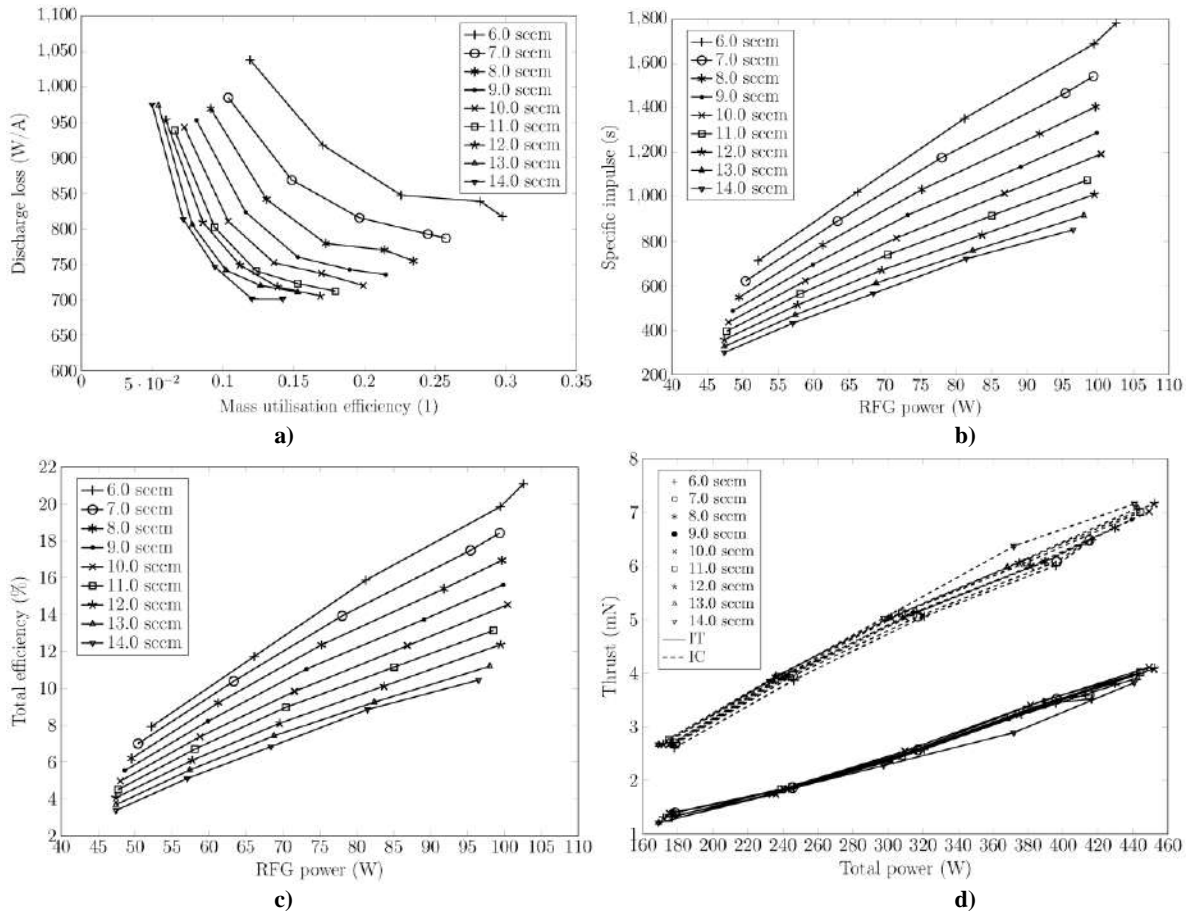 1,100
1,050
1,000
950
900
850
800
750
700
650
600
Discharge loss (W/A)
0
5 · 10⁻²
0.1
0.15
0.2
0.25
0.3
0.35
Mass utilisation efficiency (1)
6.0 sccm
7.0 sccm
8.0 sccm
9.0 sccm
10.0 sccm
11.0 sccm
12.0 sccm
13.0 sccm
14.0 sccm
a)
1,800
1,600
1,400
1,200
1,000
800
600
400
200
Specific impulse (s)
40 45 50 55 60 65 70 75 80 85 90 95 100 110
RFG power (W)
6.0 sccm
7.0 sccm
8.0 sccm
9.0 sccm
10.0 sccm
11.0 sccm
12.0 sccm
13.0 sccm
14.0 sccm
b)
22
20
18
16
14
12
10
8
6
4
2
Total efficiency (%)
40 45 50 55 60 65 70 75 80 85 90 95 100 110
RFG power (W)
6.0 sccm
7.0 sccm
8.0 sccm
9.0 sccm
10.0 sccm
11.0 sccm
12.0 sccm
13.0 sccm
14.0 sccm
c)
8
7
6
5
4
3
2
1
Thrust (mN)
160 180 200 220 240 260 280 300 320 340 360 380 400 420 440 460
Total power (W)
6.0 sccm
7.0 sccm
8.0 sccm
9.0 sccm
10.0 sccm
11.0 sccm
12.0 sccm
13.0 sccm
14.0 sccm
IT
IC
d)